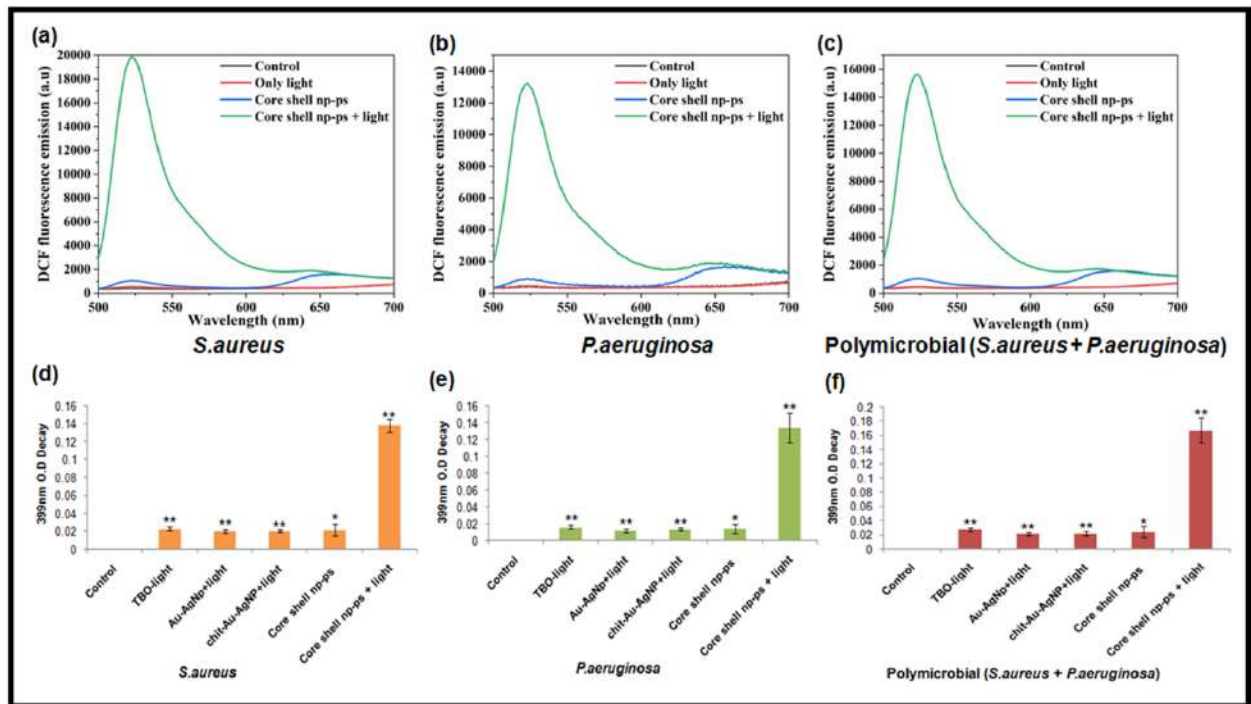 (a)
20000
18000
16000
14000
12000
10000
8000
6000
4000
2000
0
DCF fluorescence emission (a.u)
Control
Only light
Core shell np-ps
Core shell np-ps + light
500
550
600
650
700
Wavelength (nm)
S.aureus
(b)
14000
12000
10000
8000
6000
4000
2000
0
DCF fluorescence emission (a.u)
Control
Only light
Core shell np-ps
Core shell np-ps + light
500
550
600
650
700
Wavelength (nm)
P.aeruginosa
(c)
16000
14000
12000
10000
8000
6000
4000
2000
0
DCF fluorescence emission (a.u)
Control
Only light
Core shell np-ps
Core shell np-ps + light
500
550
600
650
700
Wavelength (nm)
Polymicrobial (S.aureus + P.aeruginosa)
(d)
0.16
0.14
0.12
0.1
0.08
0.06
0.04
0.02
0
399nm O.D Decay
**
**
**
*
**
Control
TBO-light
Au-AgNp+light
chit-Au-AgNP+light
Core shell np-ps
Core shell np-ps + light
S.aureus
(e)
0.16
0.14
0.12
0.1
0.08
0.06
0.04
0.02
0
399nm O.D Decay
**
**
**
*
**
Control
TBO-light
Au-AgNp+light
chit-Au-AgNP+light
Core shell np-ps
Core shell np-ps + light
P.aeruginosa
(f)
0.2
0.18
0.16
0.14
0.12
0.1
0.08
0.06
0.04
0.02
0
399nm O.D Decay
**
**
**
*
**
Control
TBO-light
Au-AgNp+light
chit-Au-AgNP+light
Core shell np-ps
Core shell np-ps + light
Polymicrobial (S.aureus + P.aeruginosa)